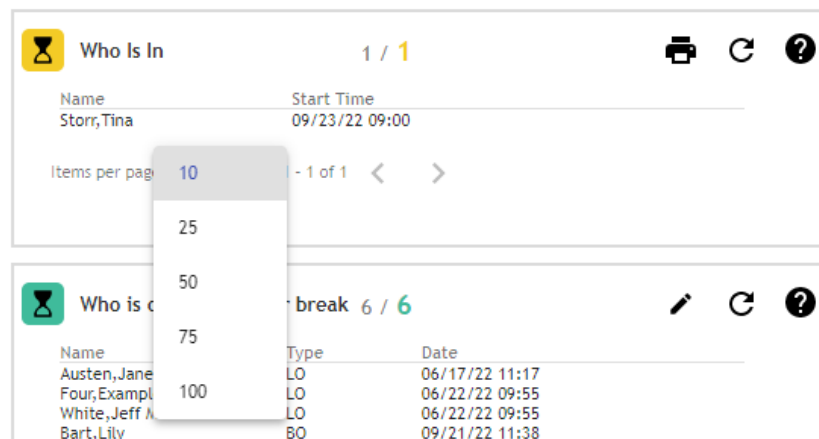 Who Is In 1 / 1
Name Start Time
Storr,Tina 09/23/22 09:00
Items per pag - 1 of 1
10
25
50
75
100
Who is r break 6 / 6
Name Type Date
Austen,Jane LO 06/17/22 11:17
Four,Exampl LO 06/22/22 09:55
White,Jeff LO 06/22/22 09:55
Bart,Lily BO 09/21/22 11:38